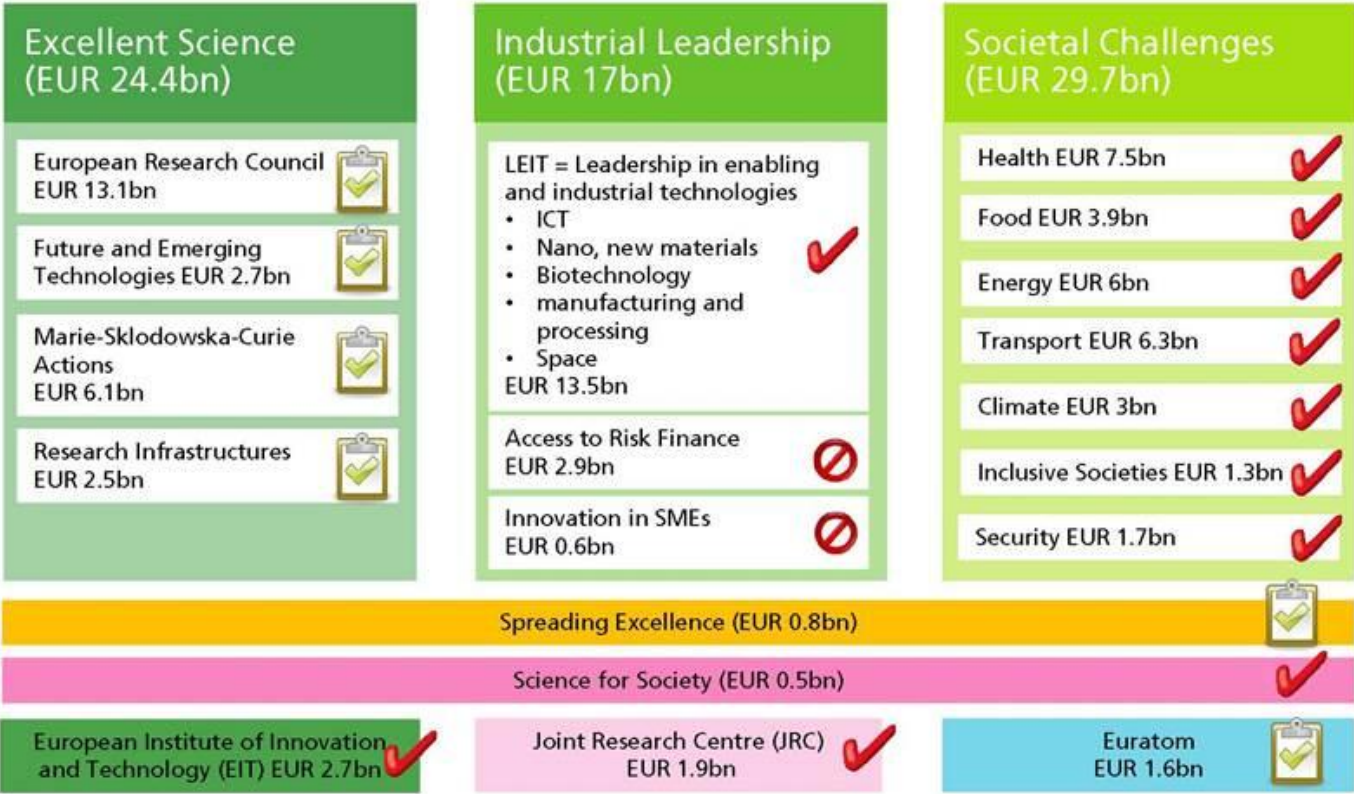 Excellent Science
(EUR 24.4bn)
European Research Council
EUR 13.1bn
Future and Emerging
Technologies EUR 2.7bn
Marie-Sklodowska-Curie
Actions
EUR 6.1bn
Research Infrastructures
EUR 2.5bn
Industrial Leadership
(EUR 17bn)
LEIT = Leadership in enabling
and industrial technologies
• ICT
• Nano, new materials
• Biotechnology
• manufacturing and
processing
• Space
EUR 13.5bn
Access to Risk Finance
EUR 2.9bn
Innovation in SMEs
EUR 0.6bn
Societal Challenges
(EUR 29.7bn)
Health EUR 7.5bn
Food EUR 3.9bn
Energy EUR 6bn
Transport EUR 6.3bn
Climate EUR 3bn
Inclusive Societies EUR 1.3bn
Security EUR 1.7bn
Spreading Excellence (EUR 0.8bn)
Science for Society (EUR 0.5bn)
European Institute of Innovation
and Technology (EIT) EUR 2.7bn
Joint Research Centre (JRC)
EUR 1.9bn
Euratom
EUR 1.6bn